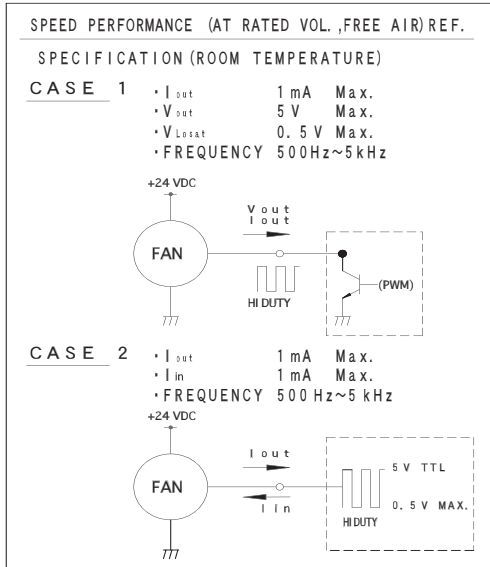 SPEED PERFORMANCE (AT RATED VOL.,FREE AIR)REF.
SPECIFICATION(ROOM TEMPERATURE)
CASE 1
・Iout 1mA Max.
・Vout 5V Max.
・VLosat 0.5V Max.
・FREQUENCY 500Hz~5kHz
+24 VDC
Vout
Iout
FAN
(PWM)
HI DUTY
CASE 2
・Iout 1mA Max.
・Iin 1mA Max.
・FREQUENCY 500Hz~5kHz
+24 VDC
Iout
5V TTL
FAN
Iin
0.5V MAX.
HI DUTY